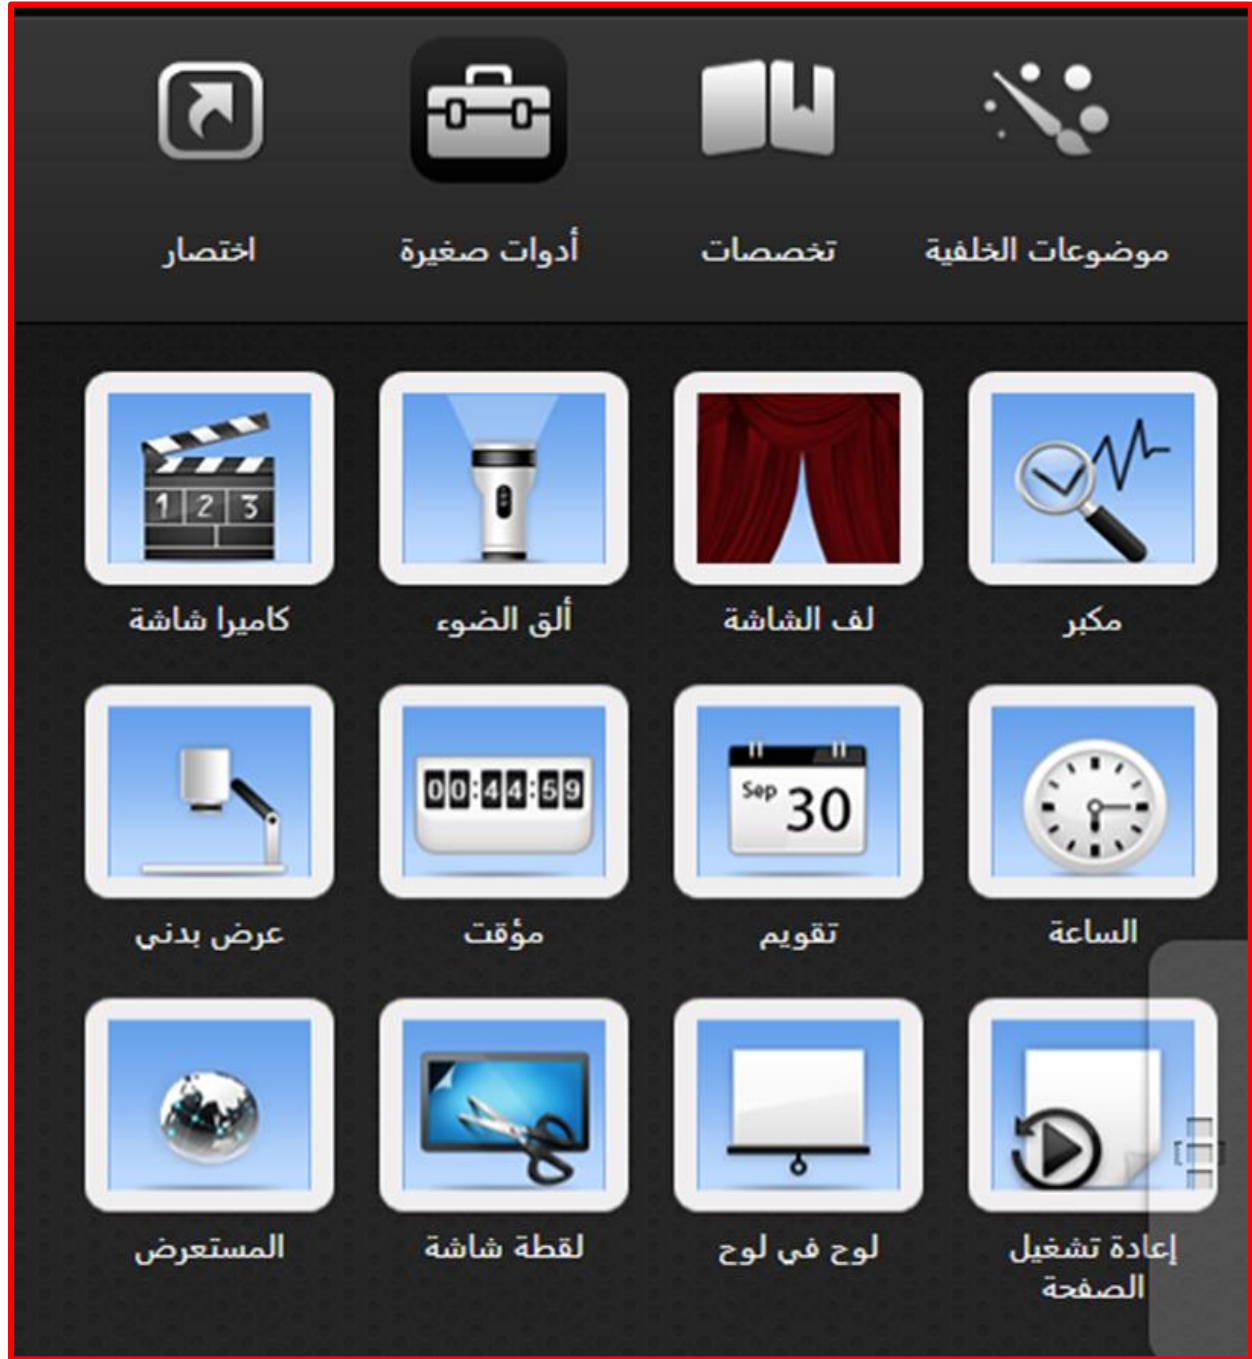 موضوعات الخلفية
تخصصات
أدوات صغيرة
اختصار
مكبر
لف الشاشة
ألق الضوء
كاميرا شاشة
1 2 3
الساعة
تقويم
مؤقت
عرض بدني
Sep 30
00:44:59
إعادة تشغيل
الصفحة
لوح في لوح
لقطة شاشة
المستعرض